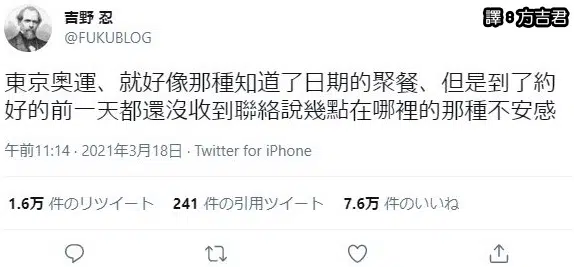 吉野 忍
@FUKUBLOG
譯：方吉君
東京奧運、就好像那種知道了日期的聚餐、但是到了約
好的前一天都還沒收到聯絡說幾點在哪裡的那種不安感
午前11:14 · 2021年3月18日 · Twitter for iPhone
1.6万 件のリツイート 241 件の引用ツイート 7.6万 件のいいね